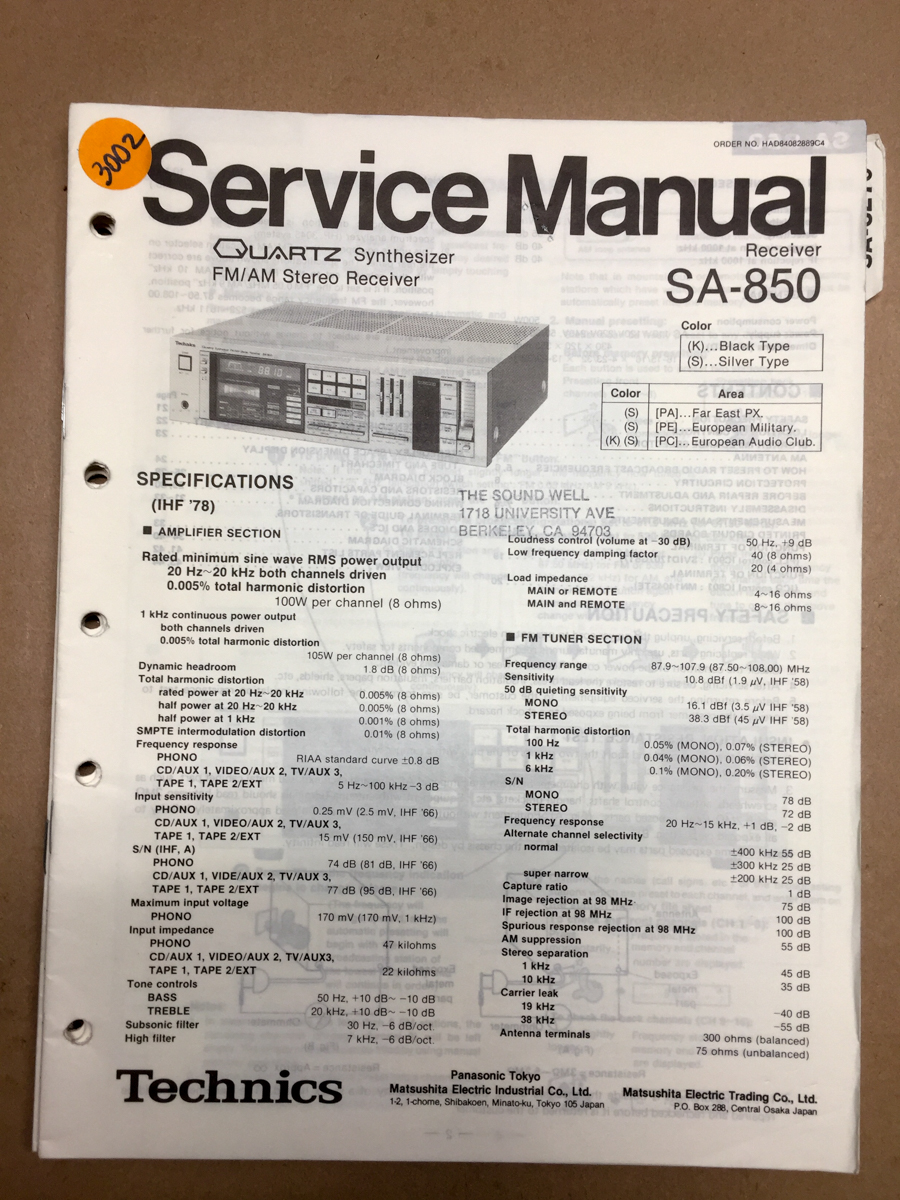 3002
ORDER NO. HAD84082889C4
Service Manual
QUARTZ Synthesizer
FM/AM Stereo Receiver
Receiver
SA-850
Color
(K)...Black Type
(S)...Silver Type
Color Area
(S) [PA]...Far East PX.
(S) [PE]...European Military.
(K) (S) [PC]...European Audio Club.
Technics
8810
SPECIFICATIONS
(IHF '78)
■ AMPLIFIER SECTION
Rated minimum sine wave RMS power output
20 Hz~20 kHz both channels driven
0.005% total harmonic distortion
100W per channel (8 ohms)
1 kHz continuous power output
both channels driven
0.005% total harmonic distortion
105W per channel (8 ohms)
Dynamic headroom 1.8 dB (8 ohms)
Total harmonic distortion
rated power at 20 Hz~20 kHz 0.005% (8 ohms)
half power at 20 Hz~20 kHz 0.005% (8 ohms)
half power at 1 kHz 0.001% (8 ohms)
SMPTE intermodulation distortion 0.01% (8 ohms)
Frequency response
PHONO RIAA standard curve ±0.8 dB
CD/AUX 1, VIDEO/AUX 2, TV/AUX 3,
TAPE 1, TAPE 2/EXT 5 Hz~100 kHz -3 dB
Input sensitivity
PHONO 0.25 mV (2.5 mV, IHF '66)
CD/AUX 1, VIDEO/AUX 2, TV/AUX 3,
TAPE 1, TAPE 2/EXT 15 mV (150 mV, IHF '66)
S/N (IHF, A)
PHONO 74 dB (81 dB, IHF '66)
CD/AUX 1, VIDE/AUX 2, TV/AUX 3,
TAPE 1, TAPE 2/EXT 77 dB (95 dB, IHF '66)
Maximum input voltage
PHONO 170 mV (170 mV, 1 kHz)
Input impedance
PHONO 47 kilohms
CD/AUX 1, VIDEO/AUX 2, TV/AUX3,
TAPE 1, TAPE 2/EXT 22 kilohms
Tone controls
BASS 50 Hz, +10 dB~ -10 dB
TREBLE 20 kHz, +10 dB~ -10 dB
Subsonic filter 30 Hz, -6 dB/oct.
High filter 7 kHz, -6 dB/oct.
THE SOUND WELL
1718 UNIVERSITY AVE
BERKELEY, CA 94703
Loudness control (volume at -30 dB) 50 Hz, +9 dB
Low frequency damping factor 40 (8 ohms)
20 (4 ohms)
Load impedance
MAIN or REMOTE 4~16 ohms
MAIN and REMOTE 8~16 ohms
■ FM TUNER SECTION
Frequency range 87.9~107.9 (87.50~108.00) MHz
Sensitivity 10.8 dBf (1.9 µV, IHF '58)
50 dB quieting sensitivity
MONO 16.1 dBf (3.5 µV IHF '58)
STEREO 38.3 dBf (45 µV IHF '58)
Total harmonic distortion
100 Hz 0.05% (MONO), 0.07% (STEREO)
1 kHz 0.04% (MONO), 0.06% (STEREO)
6 kHz 0.1% (MONO), 0.20% (STEREO)
S/N
MONO 78 dB
STEREO 72 dB
Frequency response 20 Hz~15 kHz, +1 dB, -2 dB
Alternate channel selectivity
normal ±400 kHz 55 dB
±300 kHz 25 dB
super narrow ±200 kHz 25 dB
Capture ratio 1 dB
Image rejection at 98 MHz 75 dB
IF rejection at 98 MHz 100 dB
Spurious response rejection at 98 MHz 100 dB
AM suppression 55 dB
Stereo separation
1 kHz 45 dB
10 kHz 35 dB
Carrier leak
19 kHz -40 dB
38 kHz -55 dB
Antenna terminals 300 ohms (balanced)
75 ohms (unbalanced)
Technics
Panasonic Tokyo
Matsushita Electric Industrial Co., Ltd.
1-2, 1-chome, Shibakoen, Minato-ku, Tokyo 105 Japan
Matsushita Electric Trading Co., Ltd.
P.O. Box 288, Central Osaka Japan